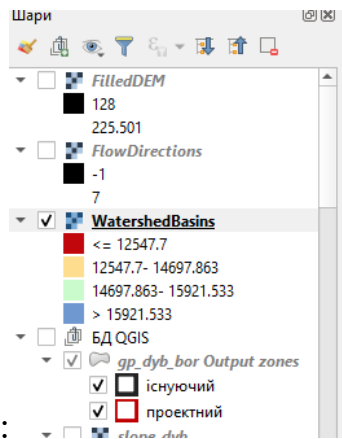 Шари
FilledDEM
128
225.501
FlowDirections
-1
7
WatershedBasins
<= 12547.7
12547.7- 14697.863
14697.863- 15921.533
> 15921.533
БД QGIS
gp_dyb_bor Output zones
існуючий
проектний
: slope_dyb